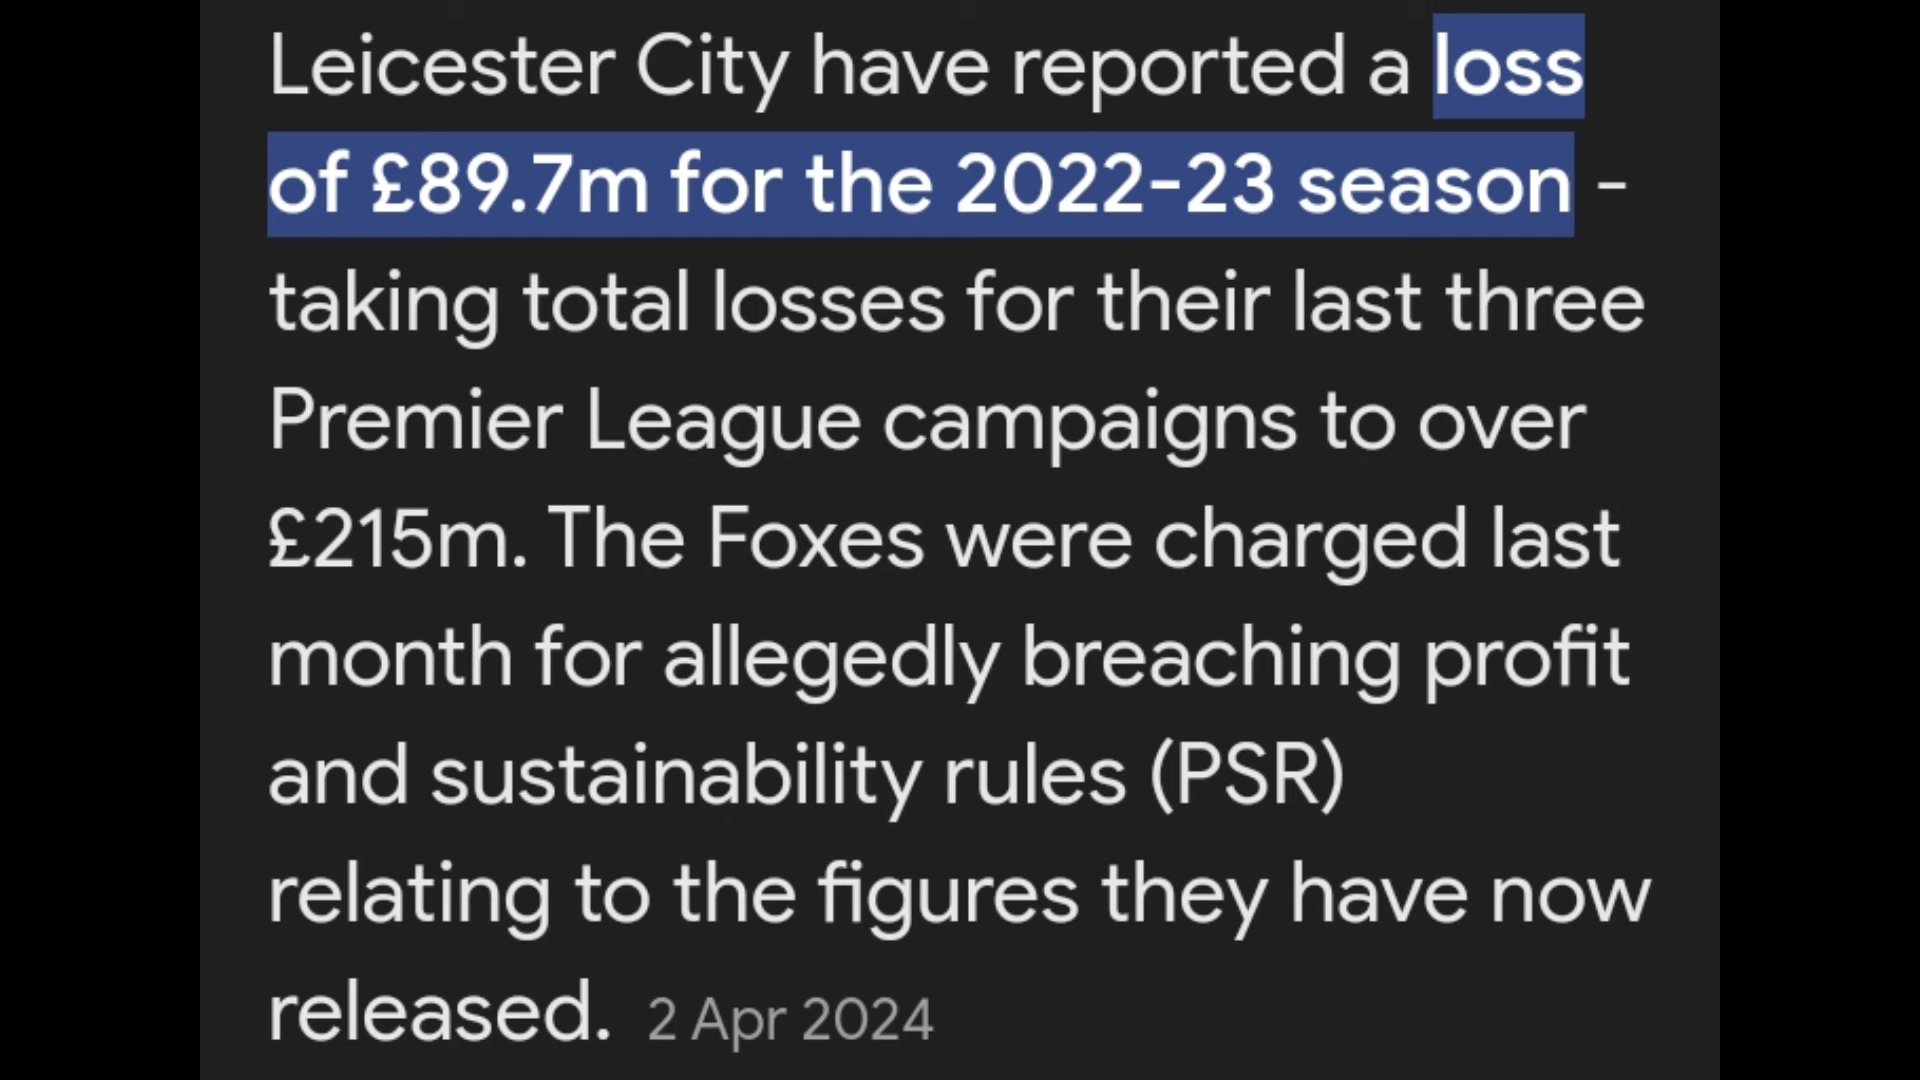 Leicester City have reported a loss
of £89.7m for the 2022-23 season -
taking total losses for their last three
Premier League campaigns to over
£215m. The Foxes were charged last
month for allegedly breaching profit
and sustainability rules (PSR)
relating to the figures they have now
released. 2 Apr 2024